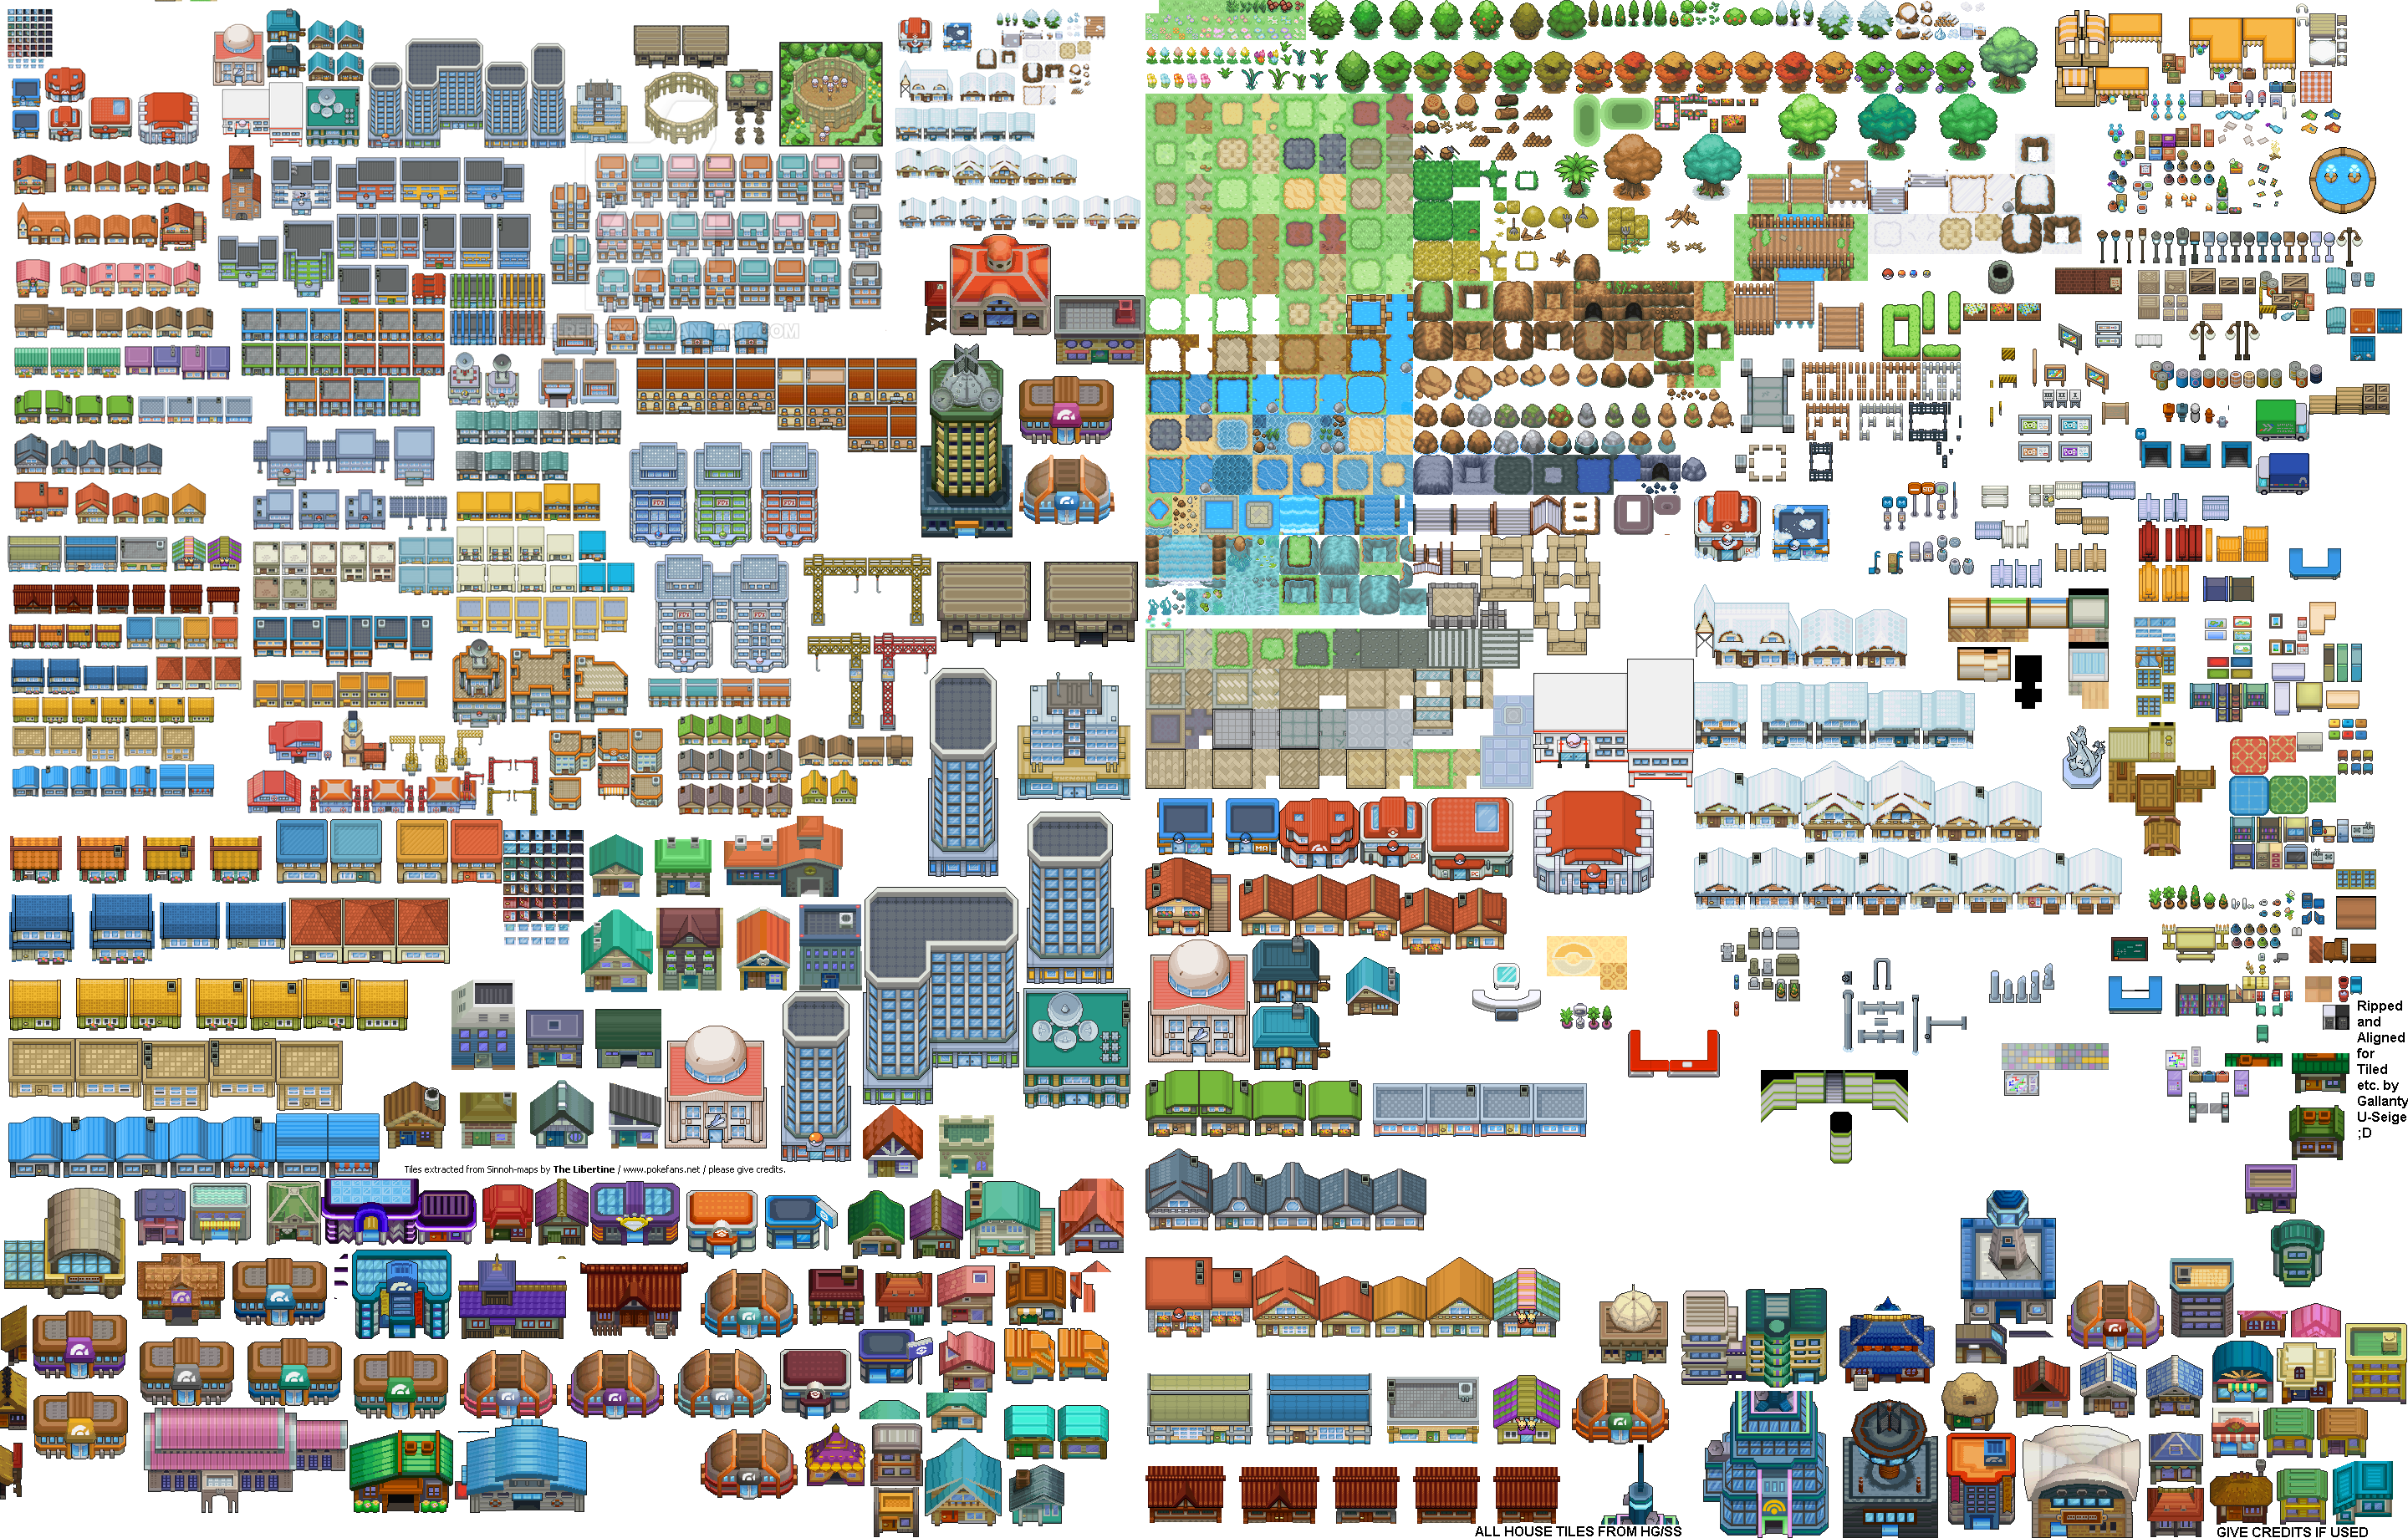 Ripped
and
Aligned
for
Tiled
etc. by
Gallanty
U-Seige
;D
Tiles extracted from Sinnoh-maps by The Libertine / www.pokefans.net / please give credits.
ALL HOUSE TILES FROM HG/SS
GIVE CREDITS IF USED